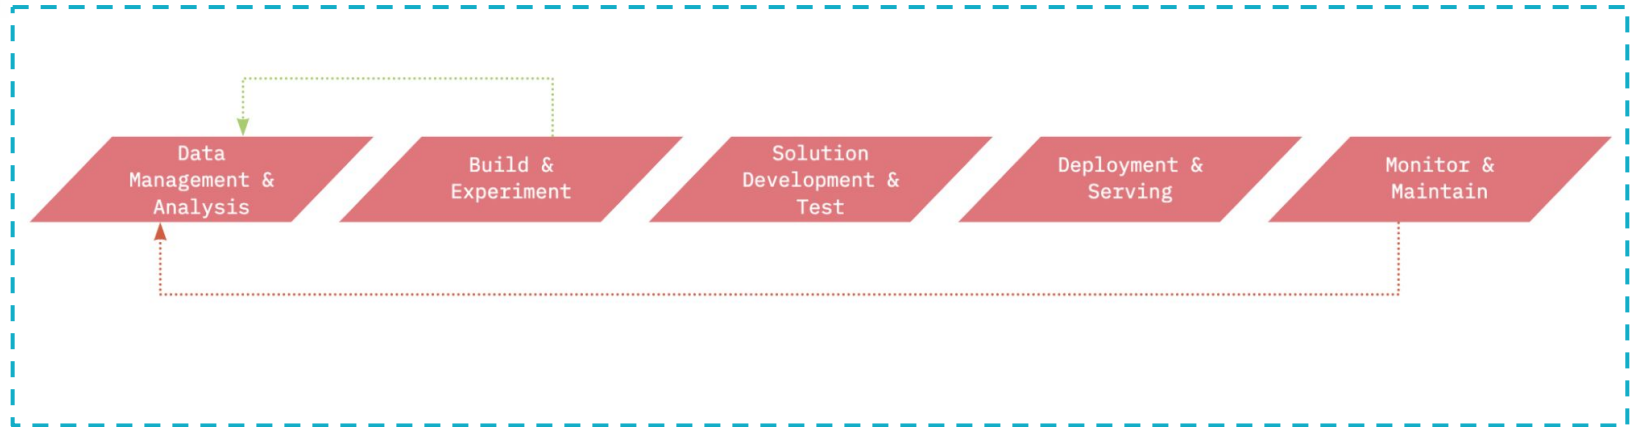 Data
Management &
Analysis
Build &
Experiment
Solution
Development &
Test
Deployment &
Serving
Monitor &
Maintain